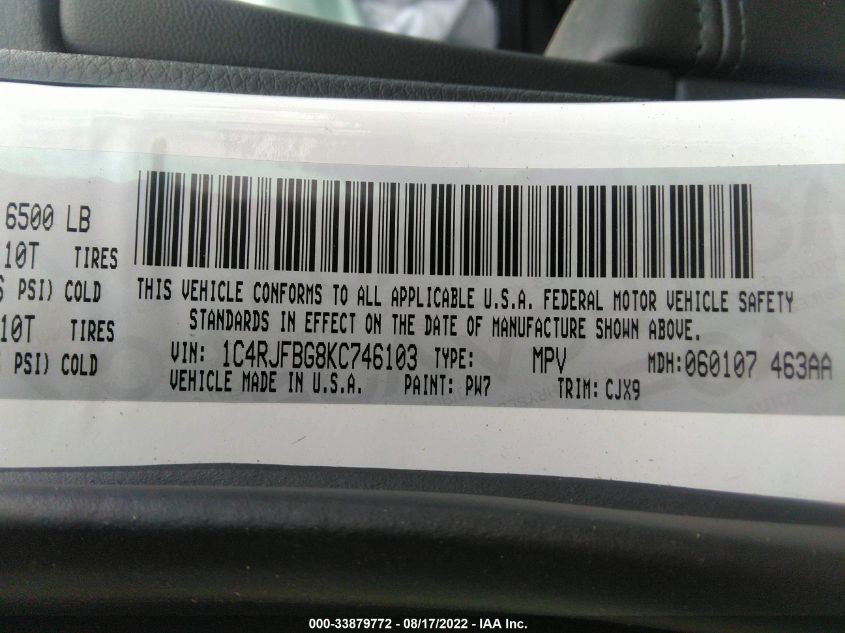 6500 LB
10T TIRES
PSI) COLD
10T TIRES
PSI) COLD
THIS VEHICLE CONFORMS TO ALL APPLICABLE U.S.A. FEDERAL MOTOR VEHICLE SAFETY
STANDARDS IN EFFECT ON THE DATE OF MANUFACTURE SHOWN ABOVE.
VIN: 1C4RJFBG8KC746103 TYPE: MPV MDH:060107 463AA
VEHICLE MADE IN U.S.A. PAINT: PW7 TRIM: CJX9
000-33879772 — 08/17/2022 — IAA Inc.